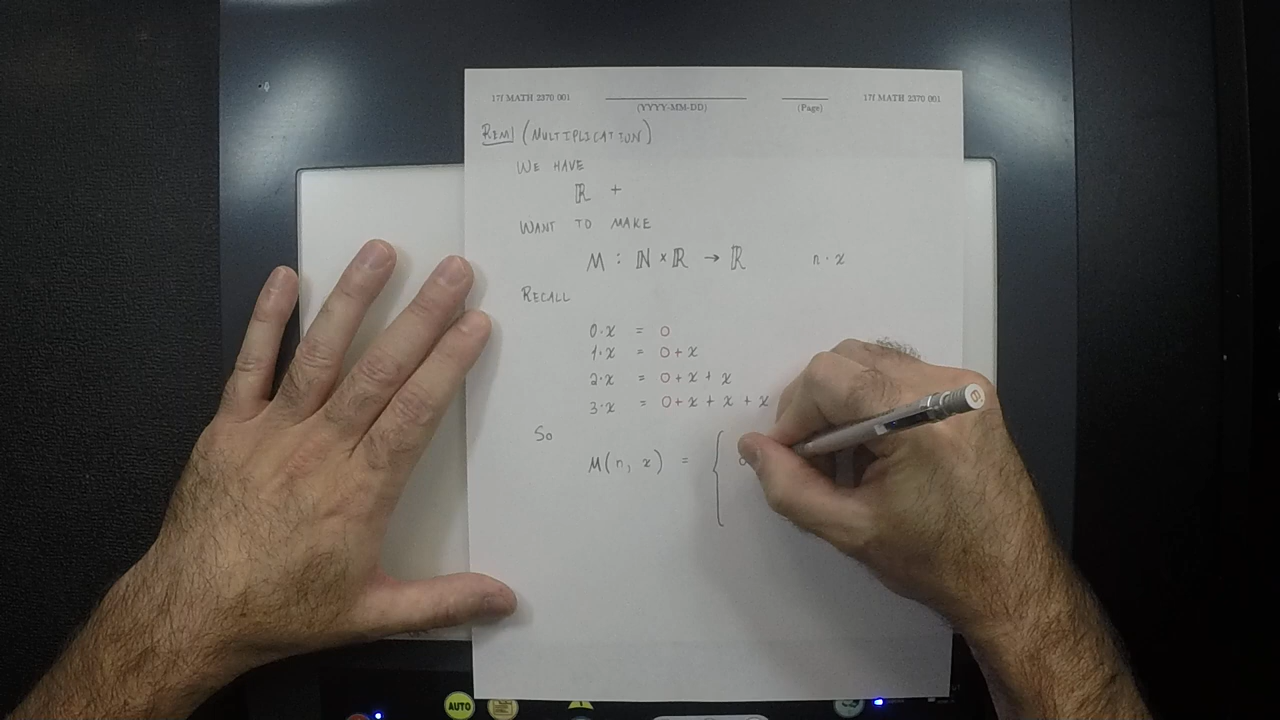 17f MATH 2370 001 (YYYY-MM-DD) (Page) 17f MATH 2370 001
REM (MULTIPLICATION)
WE HAVE
ℝ +
WANT TO MAKE
M : ℕ × ℝ → ℝ n · x
RECALL
0·x = 0
1·x = 0 + x
2·x = 0 + x + x
3·x = 0 + x + x + x
So
M(n, x) = {
AUTO